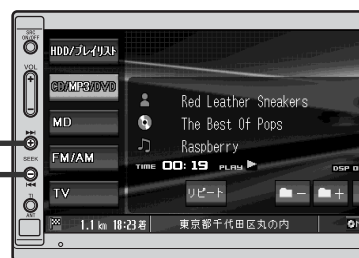 SRC
ON/OFF
VOL
+
−
SEEK
TI
ANT
HDD/プレイリスト
CD/MP3/DVD
MD
FM/AM
TV
Red Leather Sneakers
The Best Of Pops
Raspberry
TIME 00:19 PLAY
DSP
リピート
−
+
1.1 km 18:23着
東京都千代田区丸の内